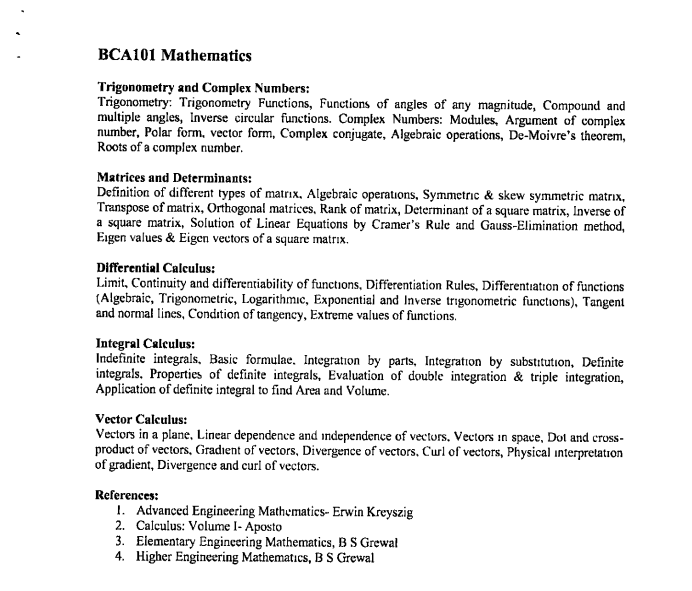 BCA101 Mathematics
Trigonometry and Complex Numbers:
Trigonometry: Trigonometry Functions, Functions of angles of any magnitude, Compound and
multiple angles, Inverse circular functions. Complex Numbers: Modules, Argument of complex
number, Polar form, vector form, Complex conjugate, Algebraic operations, De-Moivre's theorem,
Roots of a complex number.
Matrices and Determinants:
Definition of different types of matrix, Algebraic operations, Symmetric & skew symmetric matrix,
Transpose of matrix, Orthogonal matrices, Rank of matrix, Determinant of a square matrix, Inverse of
a square matrix, Solution of Linear Equations by Cramer's Rule and Gauss-Elimination method,
Eigen values & Eigen vectors of a square matrix.
Differential Calculus:
Limit, Continuity and differentiability of functions, Differentiation Rules, Differentiation of functions
(Algebraic, Trigonometric, Logarithmic, Exponential and Inverse trigonometric functions), Tangent
and normal lines, Condition of tangency, Extreme values of functions.
Integral Calculus:
Indefinite integrals, Basic formulae, Integration by parts, Integration by substitution, Definite
integrals, Properties of definite integrals, Evaluation of double integration & triple integration,
Application of definite integral to find Area and Volume.
Vector Calculus:
Vectors in a plane, Linear dependence and independence of vectors, Vectors in space, Dot and cross-
product of vectors, Gradient of vectors, Divergence of vectors, Curl of vectors, Physical interpretation
of gradient, Divergence and curl of vectors.
References:
1. Advanced Engineering Mathematics- Erwin Kreyszig
2. Calculus: Volume I- Aposto
3. Elementary Engineering Mathematics, B S Grewal
4. Higher Engineering Mathematics, B S Grewal